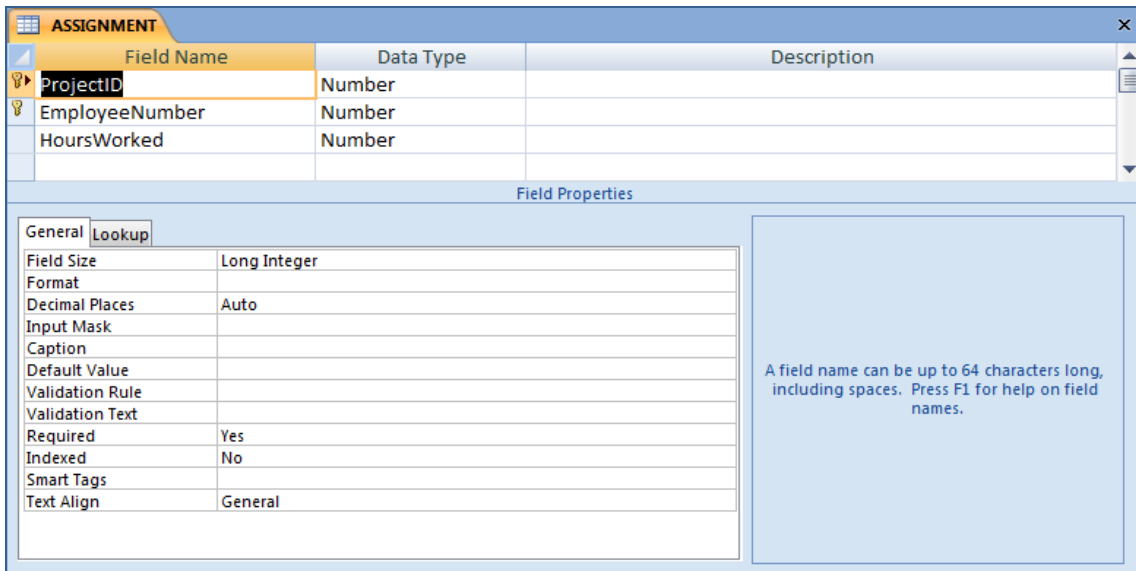 ASSIGNMENT
Field Name Data Type Description
ProjectID Number
EmployeeNumber Number
HoursWorked Number
Field Properties
General Lookup
Field Size Long Integer
Format
Decimal Places Auto
Input Mask
Caption
Default Value
Validation Rule
Validation Text
Required Yes
Indexed No
Smart Tags
Text Align General
A field name can be up to 64 characters long,
including spaces. Press F1 for help on field
names.